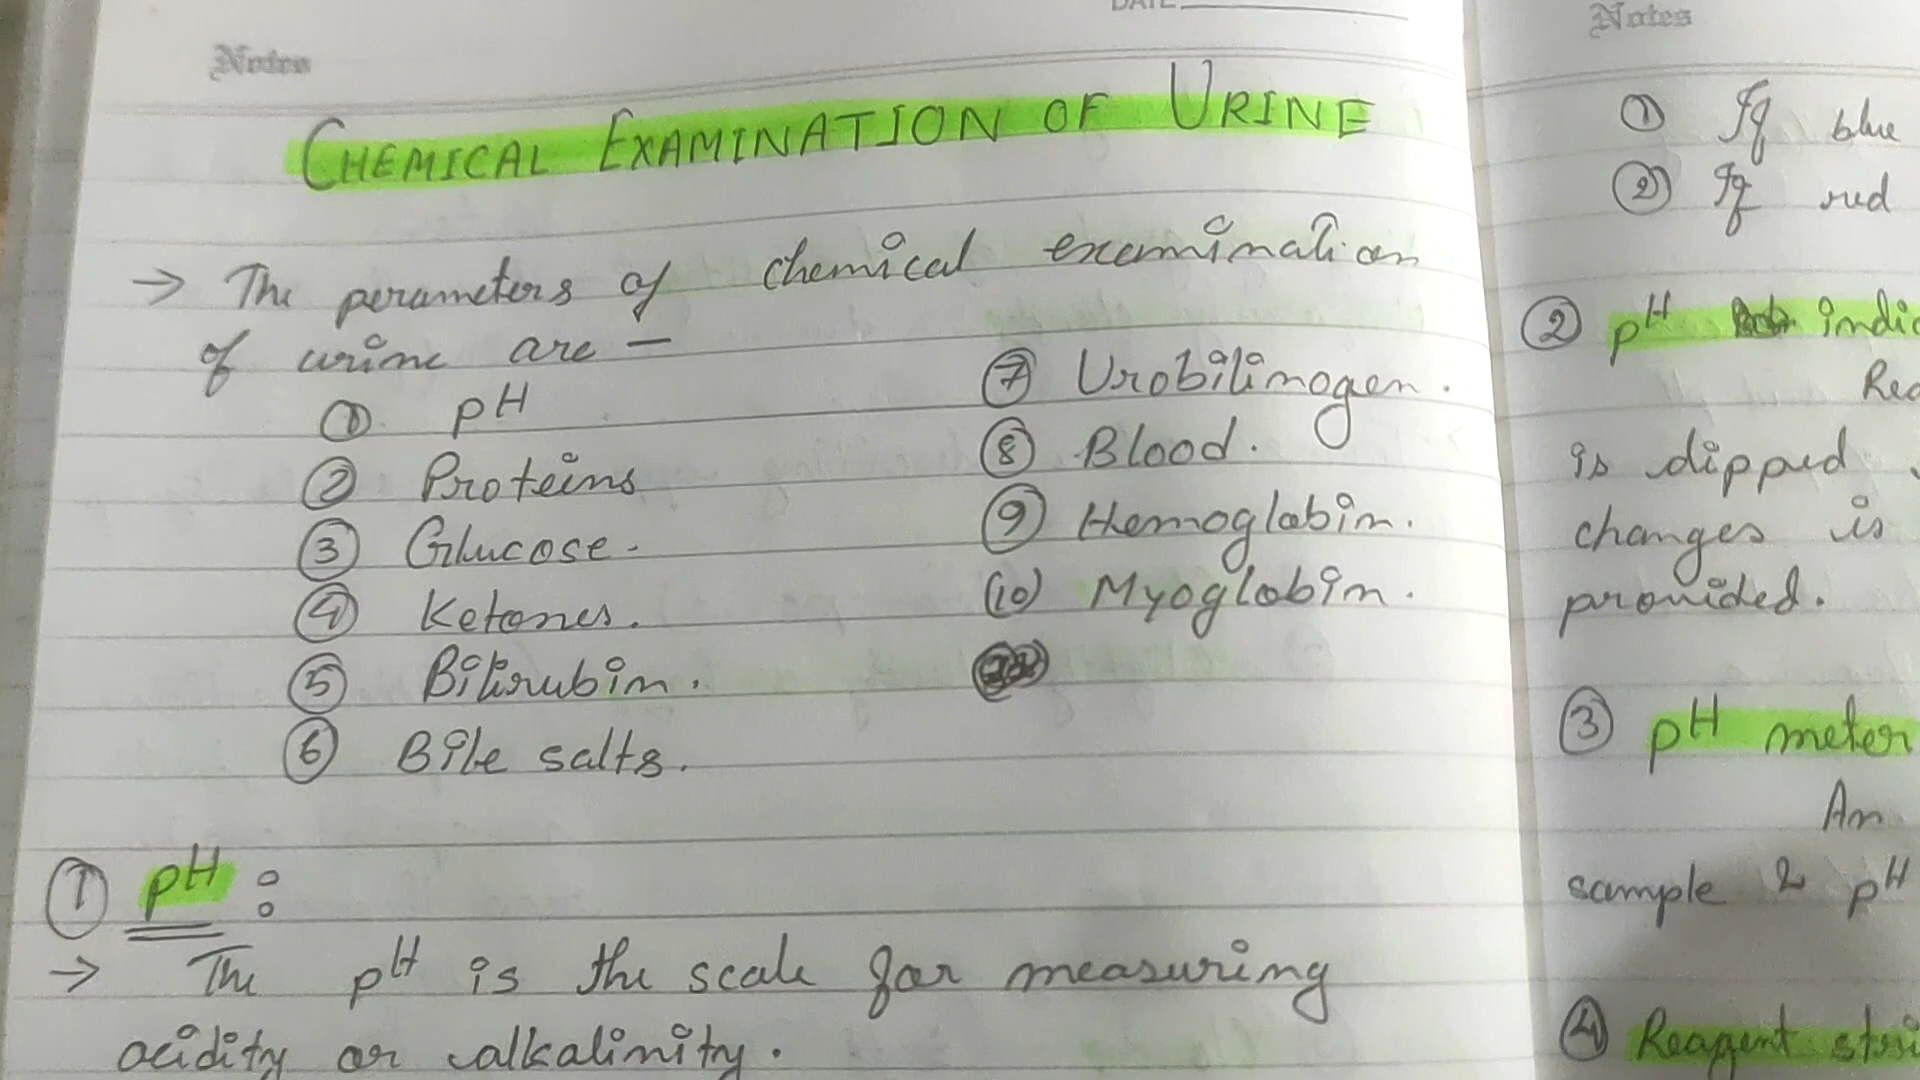 DATE
Notes
CHEMICAL EXAMINATION OF URINE
→ The perameters of chemical examination
of urine are —
① pH
② Proteins
③ Glucose.
④ Ketones.
⑤ Bilirubin.
⑥ Bile salts.
⑦ Urobilinogen.
⑧ Blood.
⑨ Hemoglobin.
(10) Myoglobin.
① pH :
→ The pH is the scale for measuring
acidity or alkalinity.
Notes
① If blue
② If red
② pH indic
Rea
is dipped
changes is
provided.
③ pH meter
An
sample & pH
④ Reagent stri